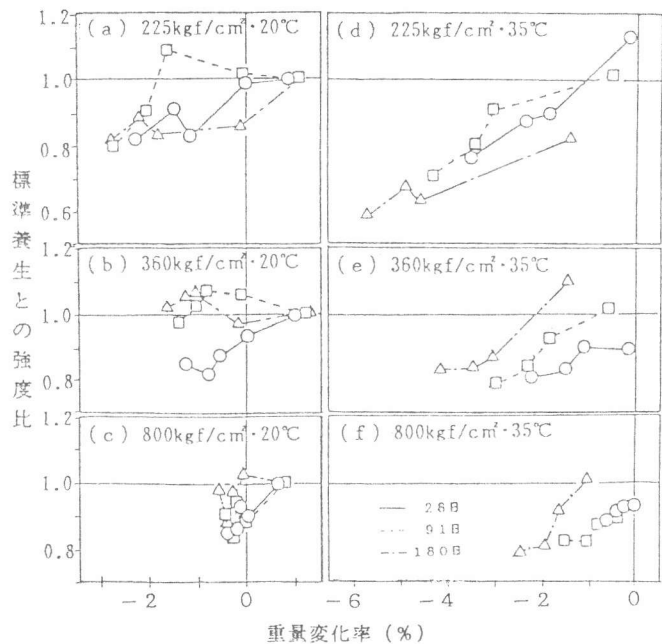 標準養生との強度比
1.2
1.0
0.8
0.6
(a) 225kgf/cm²・20℃
(d) 225kgf/cm²・35℃
1.2
1.0
0.8
(b) 360kgf/cm²・20℃
(e) 360kgf/cm²・35℃
1.2
1.0
0.8
(c) 800kgf/cm²・20℃
(f) 800kgf/cm²・35℃
28日
91日
180日
−2
0
−6
−4
−2
0
重量変化率 (%)